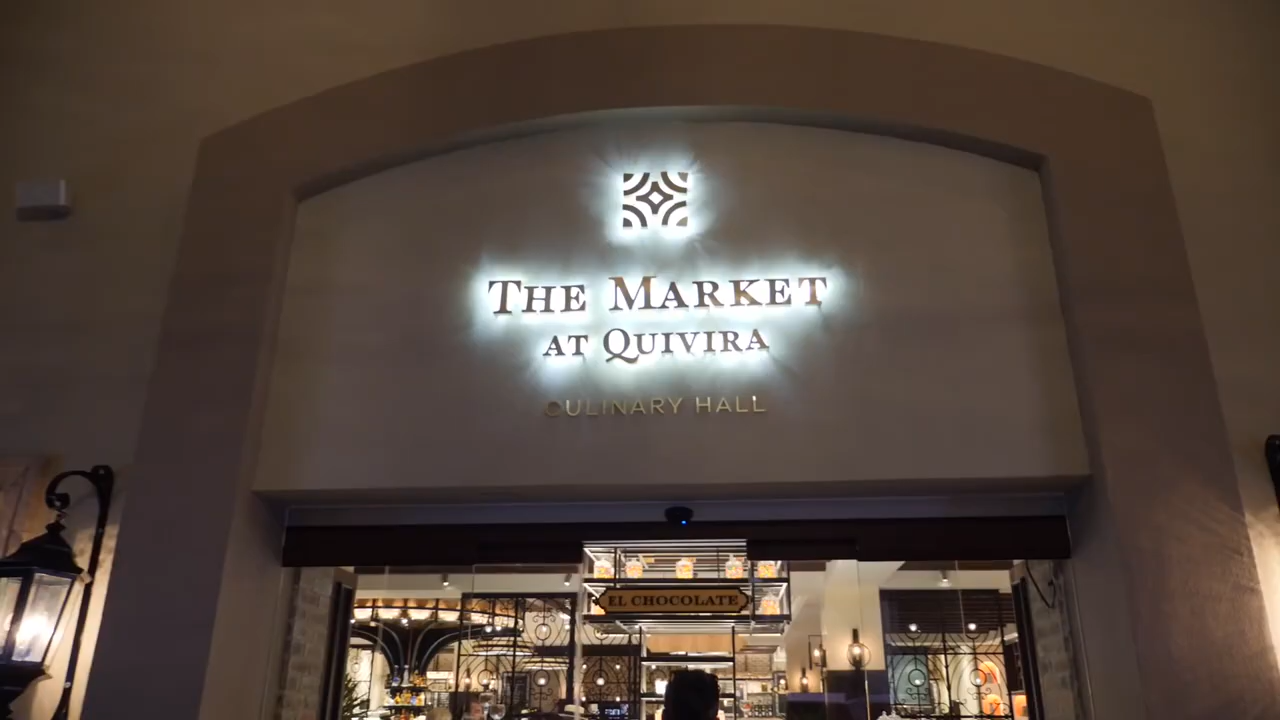 THE MARKET
AT QUIVIRA
CULINARY HALL
EL CHOCOLATE